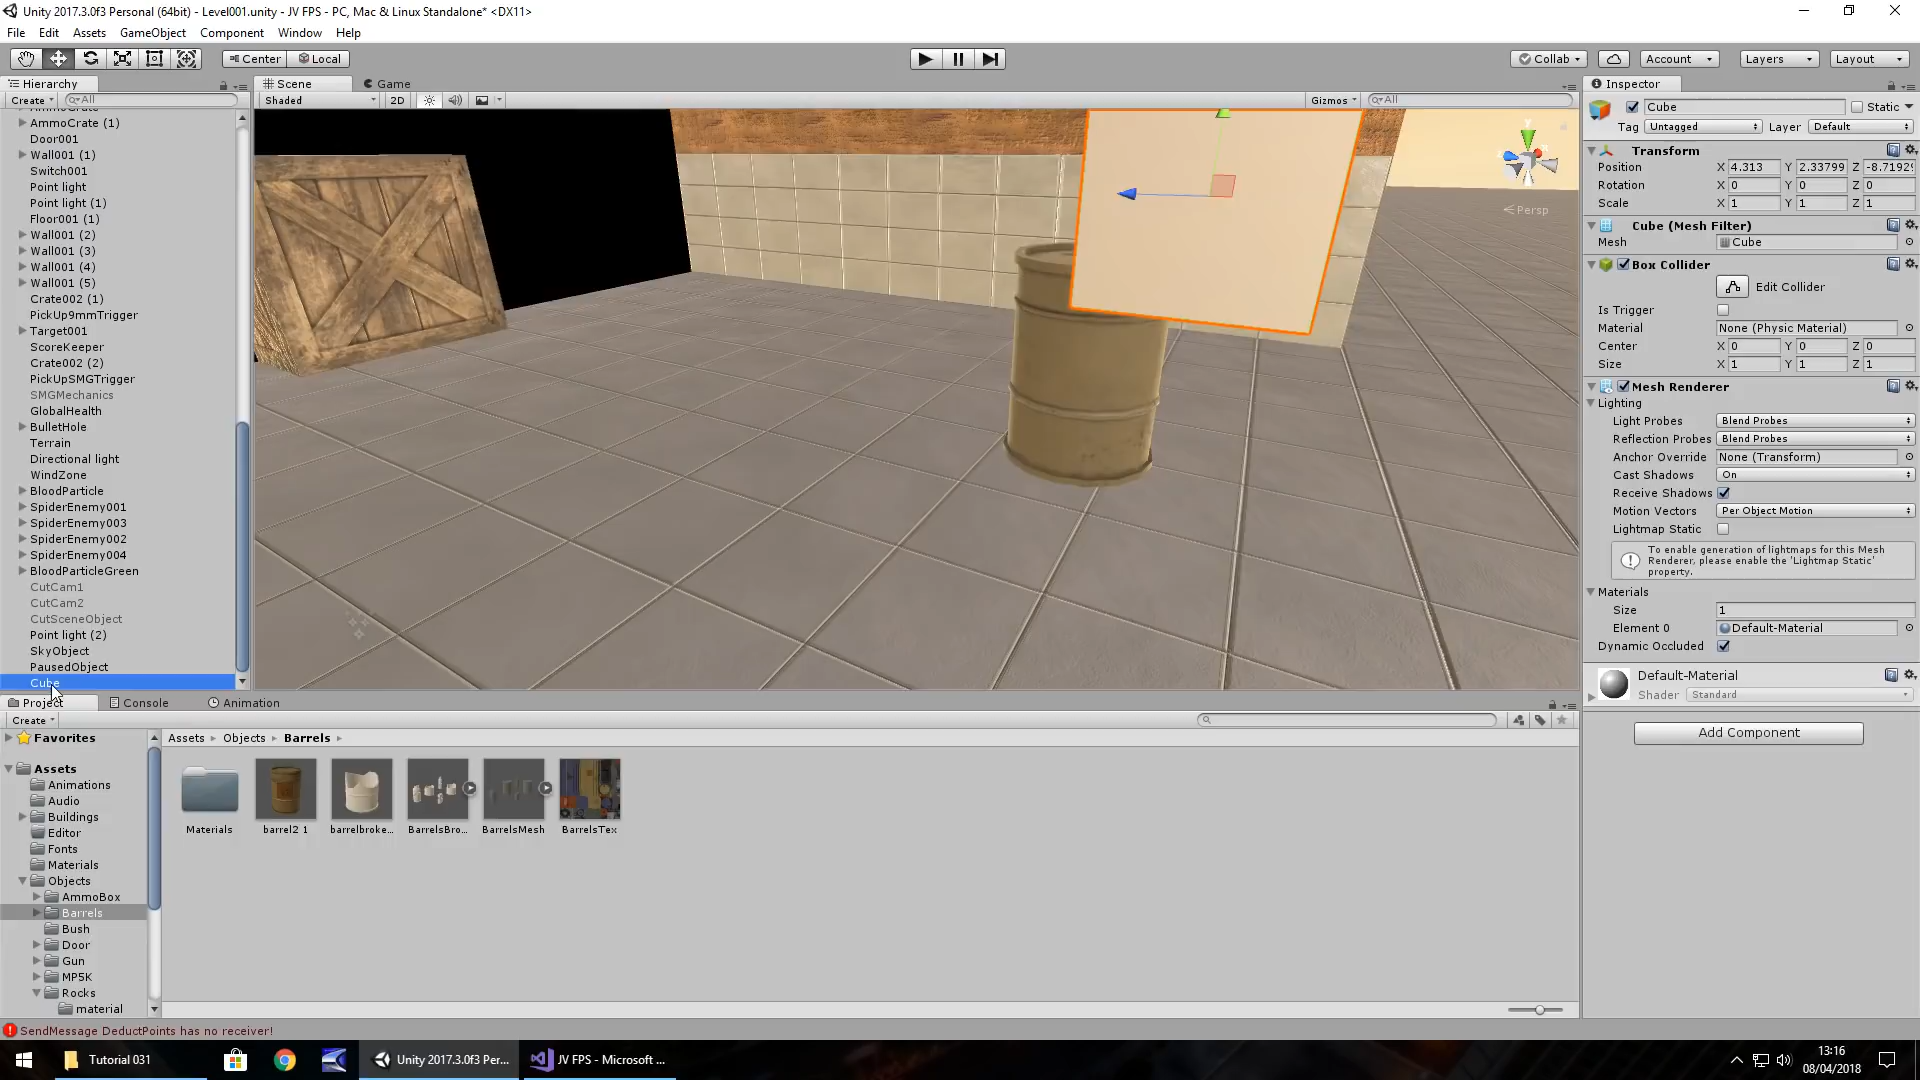 Unity 2017.3.0f3 Personal (64bit) - Level001.unity - JV FPS - PC, Mac & Linux Standalone* <DX11>
File Edit Assets GameObject Component Window Help
Center Local Collab Account Layers Layout
Hierarchy
Create All
AmmoCrate
AmmoCrate (1)
Door001
Wall001 (1)
Switch001
Point light
Point light (1)
Floor001 (1)
Wall001 (2)
Wall001 (3)
Wall001 (4)
Wall001 (5)
Crate002 (1)
PickUp9mmTrigger
Target001
ScoreKeeper
Crate002 (2)
PickUpSMGTrigger
SMGMechanics
GlobalHealth
BulletHole
Terrain
Directional light
WindZone
BloodParticle
SpiderEnemy001
SpiderEnemy003
SpiderEnemy002
SpiderEnemy004
BloodParticleGreen
CutCam1
CutCam2
CutSceneObject
Point light (2)
SkyObject
PausedObject
Cube
Scene Game
Shaded 2D Gizmos All
y
Persp
Inspector
Cube Static
Tag Untagged Layer Default
Transform
Position X 4.313 Y 2.33799 Z -8.7192
Rotation X 0 Y 0 Z 0
Scale X 1 Y 1 Z 1
Cube (Mesh Filter)
Mesh Cube
Box Collider
Edit Collider
Is Trigger
Material None (Physic Material)
Center X 0 Y 0 Z 0
Size X 1 Y 1 Z 1
Mesh Renderer
Lighting
Light Probes Blend Probes
Reflection Probes Blend Probes
Anchor Override None (Transform)
Cast Shadows On
Receive Shadows
Motion Vectors Per Object Motion
Lightmap Static
To enable generation of lightmaps for this Mesh
Renderer, please enable the 'Lightmap Static'
property.
Materials
Size 1
Element 0 Default-Material
Dynamic Occluded
Default-Material
Shader Standard
Add Component
Project Console Animation
Create
Favorites
Assets
Animations
Audio
Buildings
Editor
Fonts
Materials
Objects
AmmoBox
Barrels
Bush
Door
Gun
MP5K
Rocks
material
Assets Objects Barrels
Materials barrel2 1 barrelbroke... BarrelsBro... BarrelsMesh BarrelsTex
SendMessage DeductPoints has no receiver!
Tutorial 031 Unity 2017.3.0f3 Per... JV FPS - Microsoft ...
13:16
08/04/2018